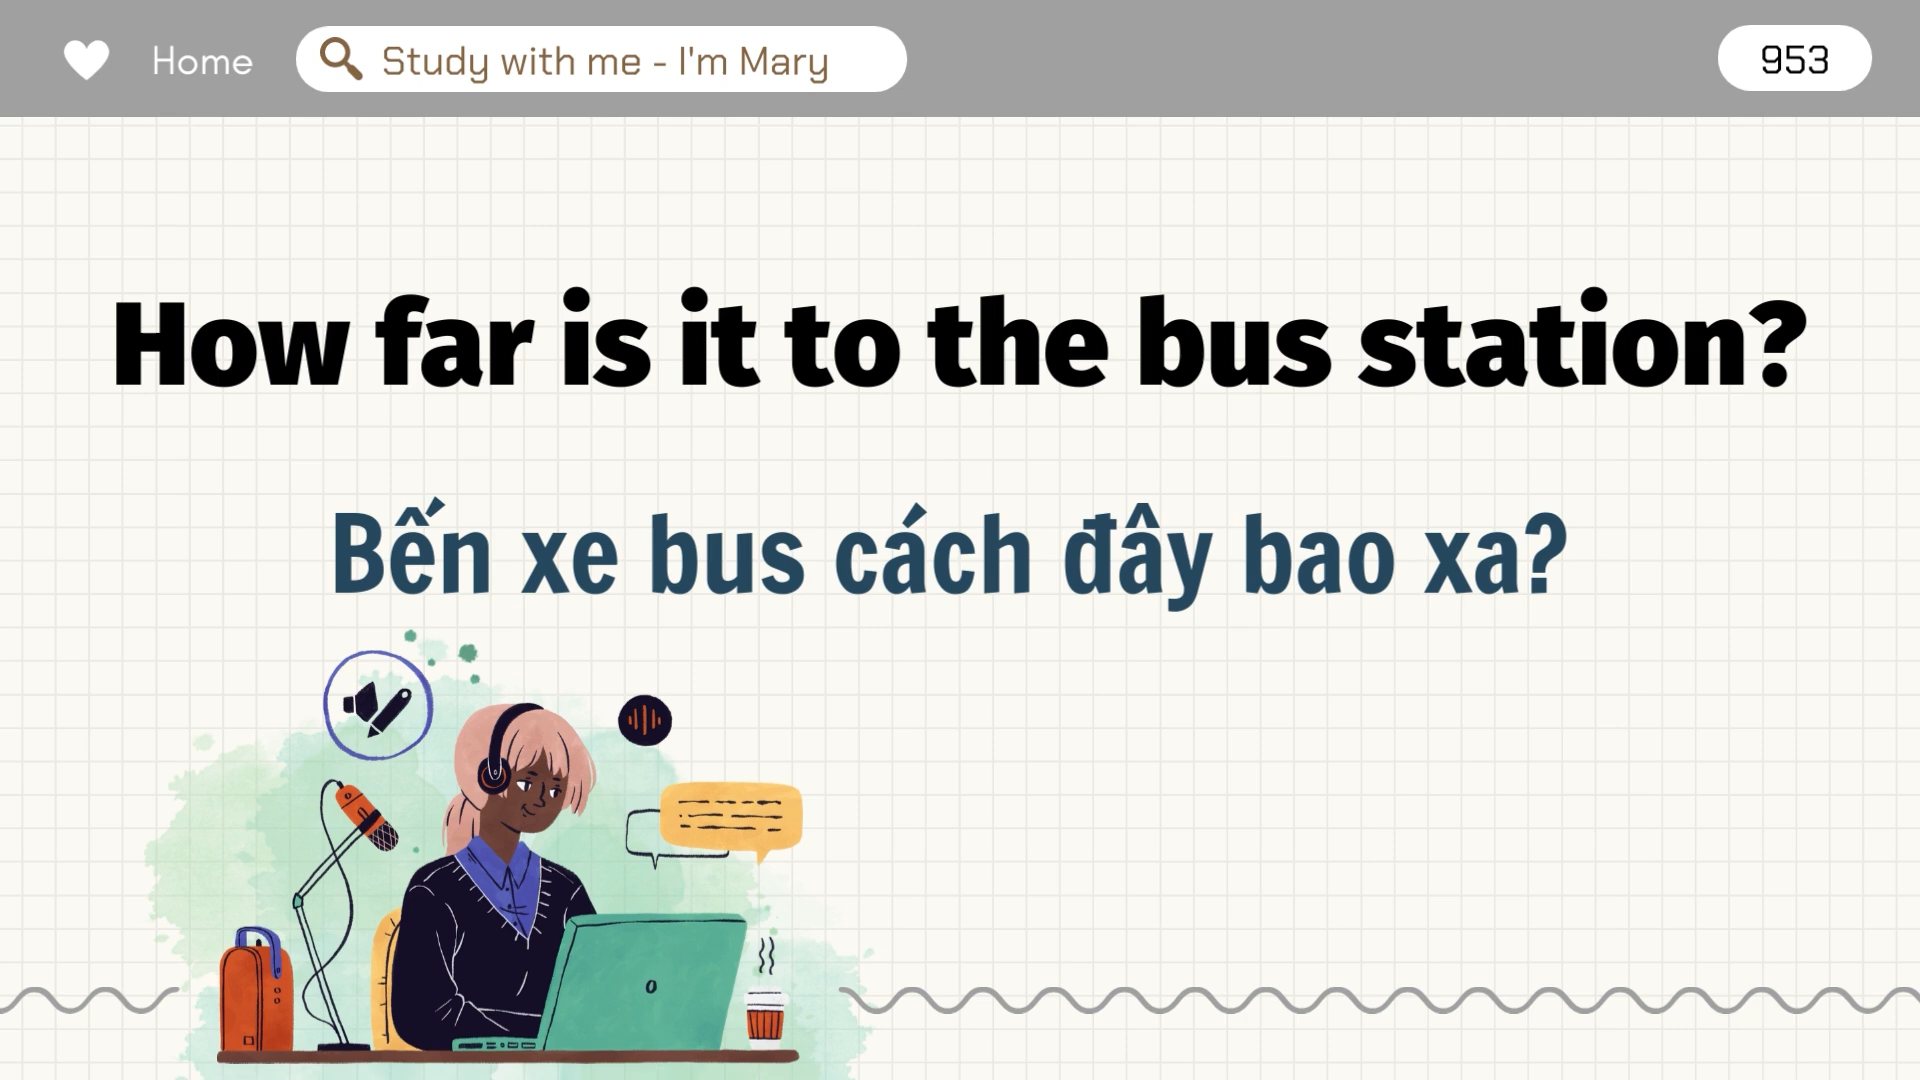 Home
Study with me - I'm Mary
953
How far is it to the bus station?
Bến xe bus cách đây bao xa?